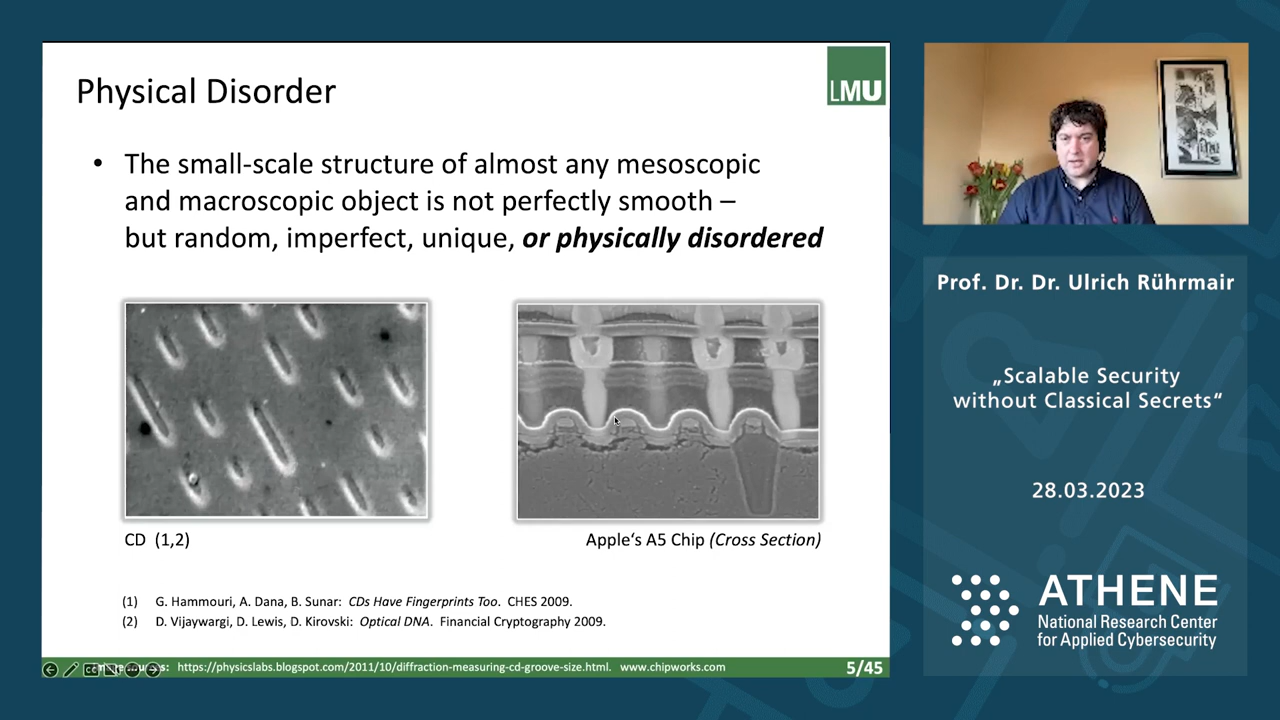 Physical Disorder
LMU
• The small-scale structure of almost any mesoscopic
and macroscopic object is not perfectly smooth –
but random, imperfect, unique, or physically disordered
CD (1,2)
Apple‘s A5 Chip (Cross Section)
(1) G. Hammouri, A. Dana, B. Sunar: CDs Have Fingerprints Too. CHES 2009.
(2) D. Vijaywargi, D. Lewis, D. Kirovski: Optical DNA. Financial Cryptography 2009.
https://physicslabs.blogspot.com/2011/10/diffraction-measuring-cd-groove-size.html. www.chipworks.com
5/45
Prof. Dr. Dr. Ulrich Rührmair
„Scalable Security
without Classical Secrets“
28.03.2023
ATHENE
National Research Center
for Applied Cybersecurity